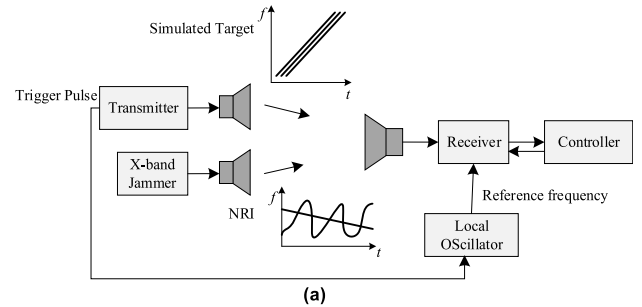 f
Simulated Target
t
Trigger Pulse
Transmitter
Receiver
Controller
X-band
Jammer
NRI
f
t
Reference frequency
Local
OScillator
(a)